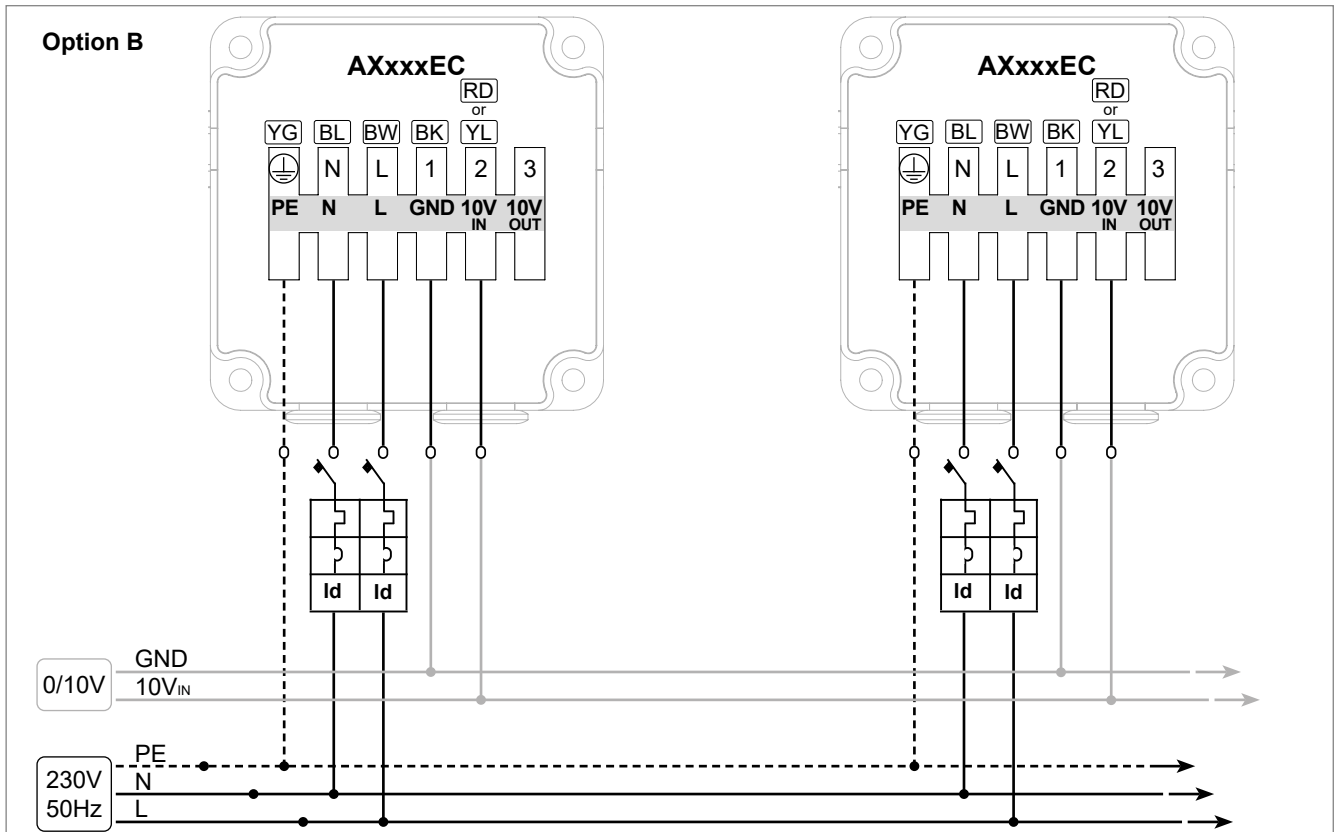 Option B
AXxxxEC
RD
or
YG BL BW BK YL
N L 1 2 3
PE N L GND 10V 10V
IN OUT
Id Id
AXxxxEC
RD
or
YG BL BW BK YL
N L 1 2 3
PE N L GND 10V 10V
IN OUT
Id Id
0/10V
GND
10VIN
230V
50Hz
PE
N
L